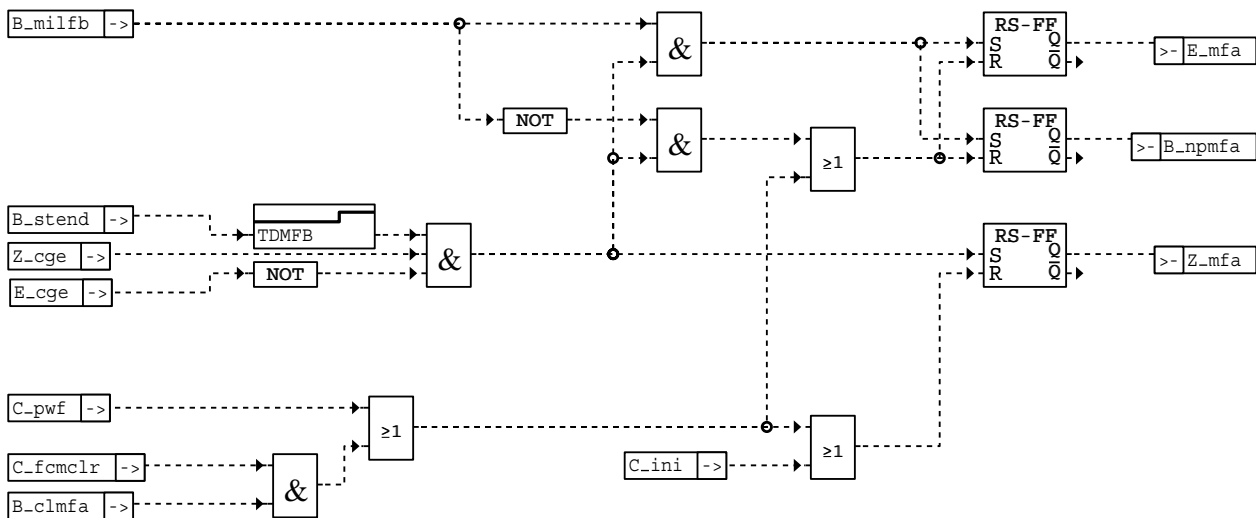 B_milfb ->
& RS-FF
S Q
R Q
>- E_mfa
NOT
& ≥1
RS-FF
S Q
R Q
>- B_npmfa
B_stend ->
TDMFB
Z_cge ->
NOT
E_cge ->
&
RS-FF
S Q
R Q
>- Z_mfa
C_pwf ->
≥1
C_fcmclr ->
B_clmfa ->
&
C_ini ->
≥1